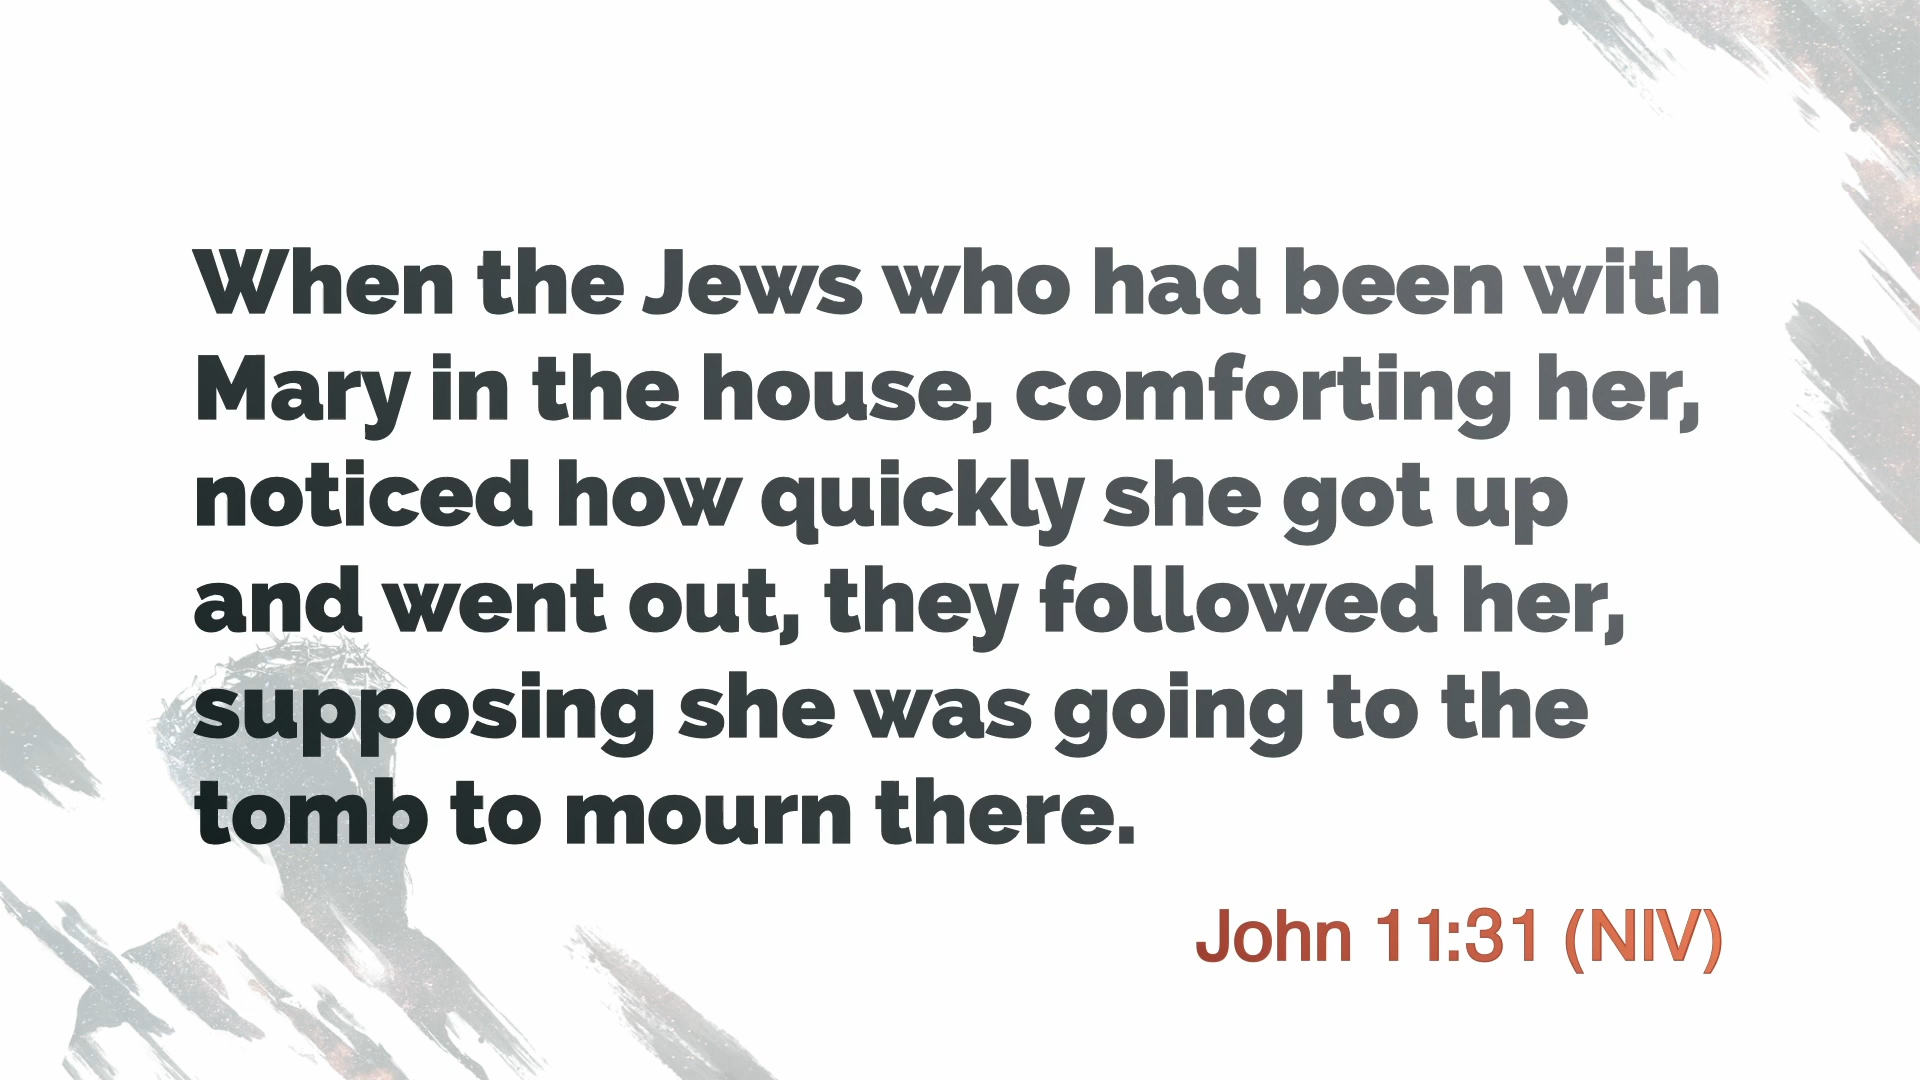 When the Jews who had been with
Mary in the house, comforting her,
noticed how quickly she got up
and went out, they followed her,
supposing she was going to the
tomb to mourn there.
John 11:31 (NIV)